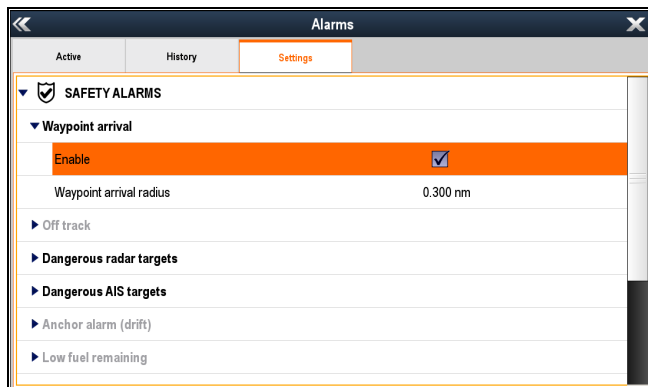 Alarms
Active History Settings
SAFETY ALARMS
Waypoint arrival
Enable
Waypoint arrival radius 0.300 nm
Off track
Dangerous radar targets
Dangerous AIS targets
Anchor alarm (drift)
Low fuel remaining